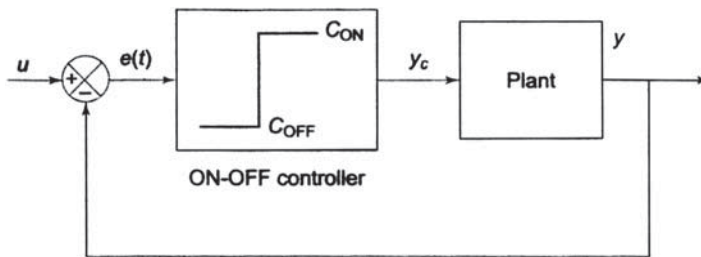 u
+
−
e(t)
C_ON
C_OFF
ON-OFF controller
y_c
Plant
y